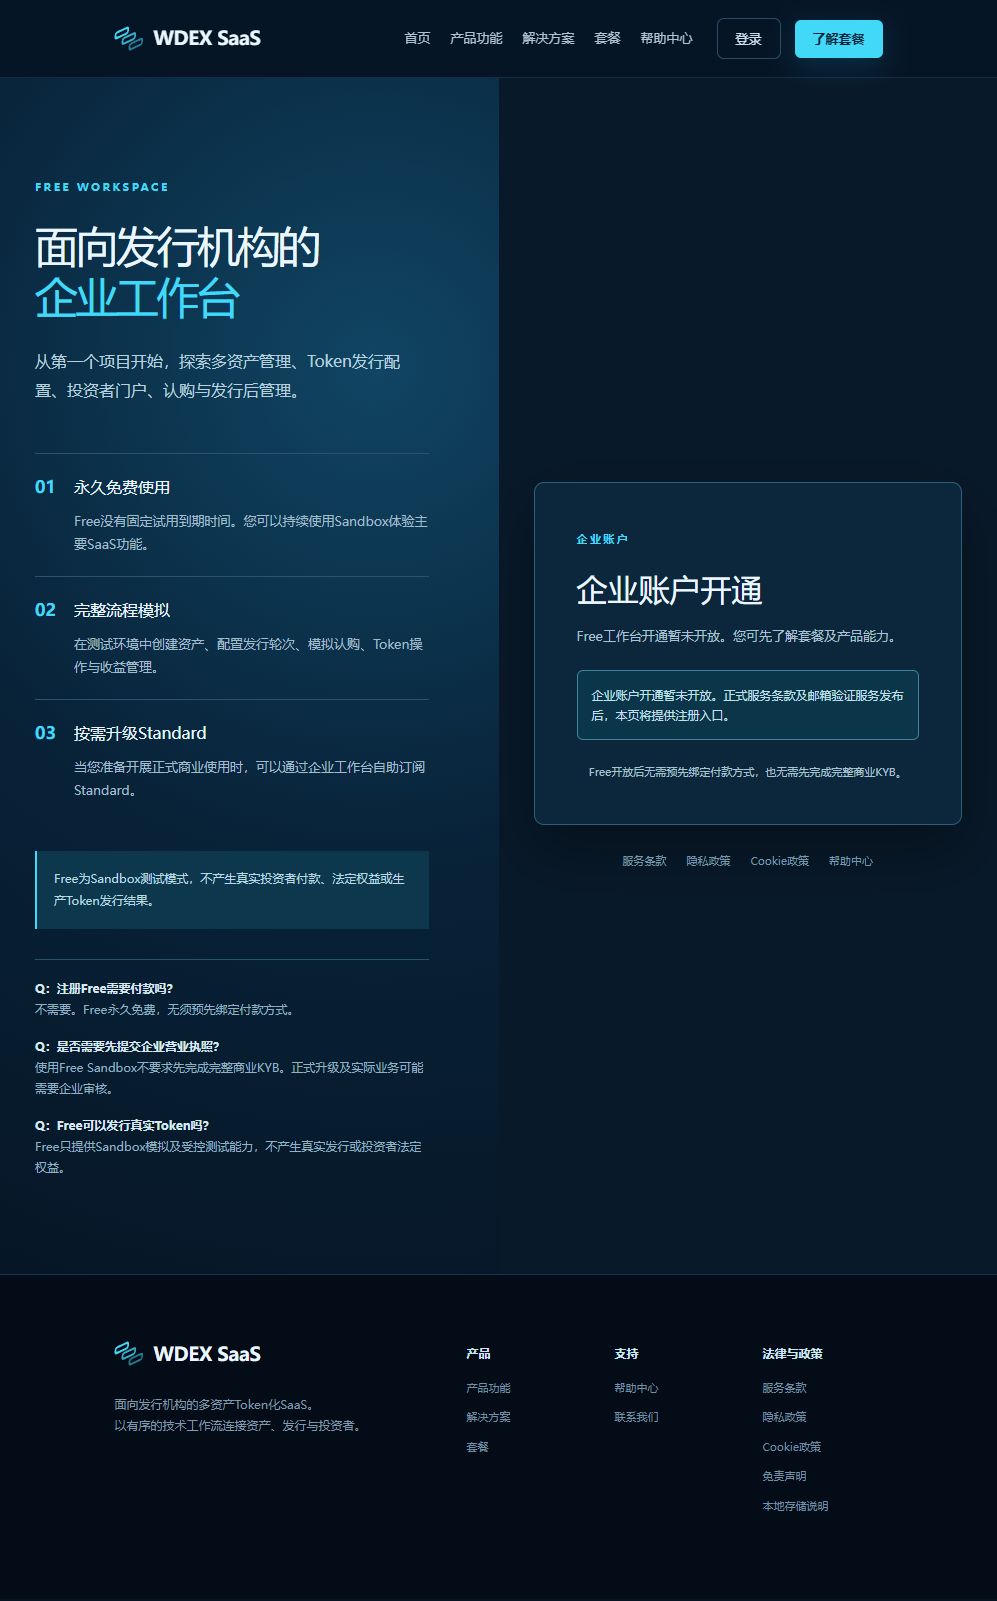 WDEX SaaS
首页
产品功能
解决方案
套餐
帮助中心
登录
了解套餐
FREE WORKSPACE
面向发行机构的
企业工作台
从第一个项目开始，探索多资产管理、Token发行配
置、投资者门户、认购与发行后管理。
01 永久免费使用
Free没有固定试用到期时间。您可以持续使用Sandbox体验主
要SaaS功能。
02 完整流程模拟
在测试环境中创建资产、配置发行轮次、模拟认购、Token操
作与收益管理。
03 按需升级Standard
当您准备开展正式商业使用时，可以通过企业工作台自助订阅
Standard。
Free为Sandbox测试模式，不产生真实投资者付款、法定权益或生
产Token发行结果。
Q：注册Free需要付款吗？
不需要。Free永久免费，无须预先绑定付款方式。
Q：是否需要先提交企业营业执照？
使用Free Sandbox不要求先完成完整商业KYB。正式升级及实际业务可能
需要企业审核。
Q：Free可以发行真实Token吗？
Free只提供Sandbox模拟及受控测试能力，不产生真实发行或投资者法定
权益。
企业账户
企业账户开通
Free工作台开通暂未开放。您可先了解套餐及产品能力。
企业账户开通暂未开放。正式服务条款及邮箱验证服务发布
后，本页将提供注册入口。
Free开放后无需预先绑定付款方式，也无需先完成完整商业KYB。
服务条款
隐私政策
Cookie政策
帮助中心
WDEX SaaS
面向发行机构的多资产Token化SaaS。
以有序的技术工作流连接资产、发行与投资者。
产品
产品功能
解决方案
套餐
支持
帮助中心
联系我们
法律与政策
服务条款
隐私政策
Cookie政策
免责声明
本地存储说明